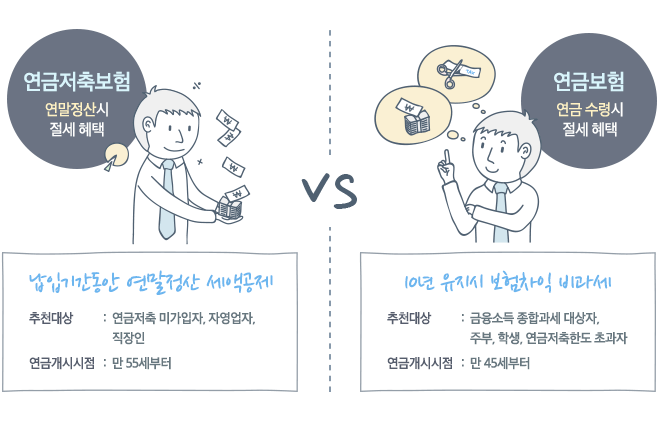 연금저축보험
연말정산시
절세 혜택
₩
₩
₩
₩
VS
연금보험
연금 수령시
절세 혜택
TAX
₩
납입기간동안 연말정산 세액공제
추천대상 : 연금저축 미가입자, 자영업자,
직장인
연금개시시점 : 만 55세부터
10년 유지시 보험차익 비과세
추천대상 : 금융소득 종합과세 대상자,
주부, 학생, 연금저축한도 초과자
연금개시시점 : 만 45세부터